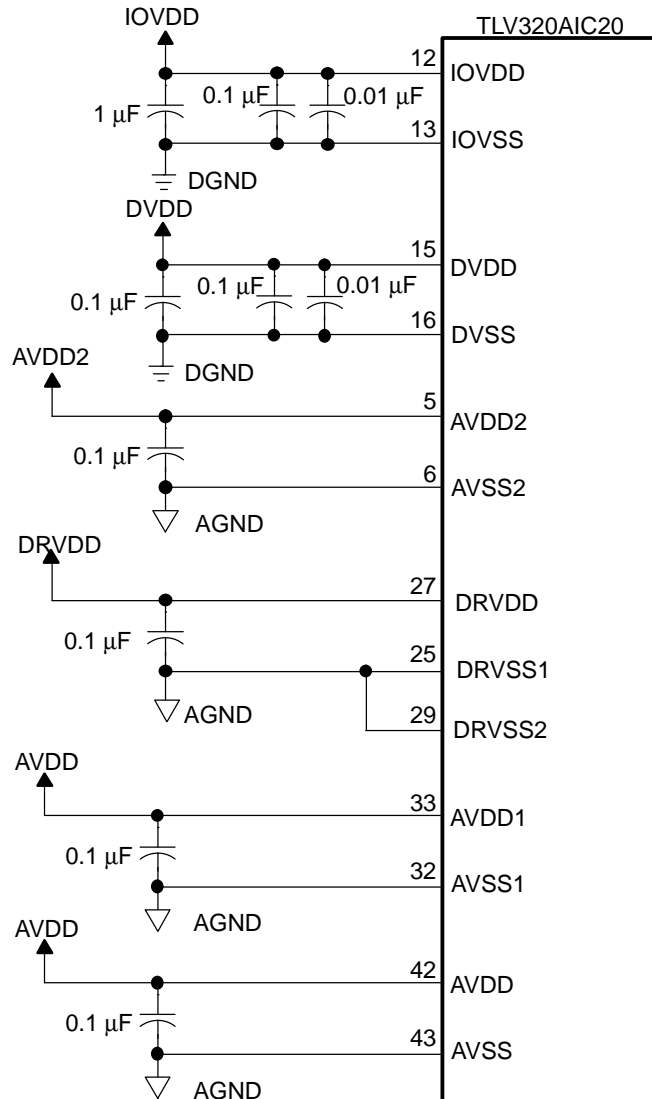 IOVDD
TLV320AIC20
12
IOVDD
1 μF
0.1 μF
0.01 μF
13
IOVSS
DGND
DVDD
15
DVDD
0.1 μF
0.1 μF
0.01 μF
16
DVSS
DGND
AVDD2
5
AVDD2
0.1 μF
6
AVSS2
AGND
DRVDD
27
DRVDD
0.1 μF
25
DRVSS1
AGND
29
DRVSS2
AVDD
33
AVDD1
0.1 μF
32
AVSS1
AGND
AVDD
42
AVDD
0.1 μF
43
AVSS
AGND